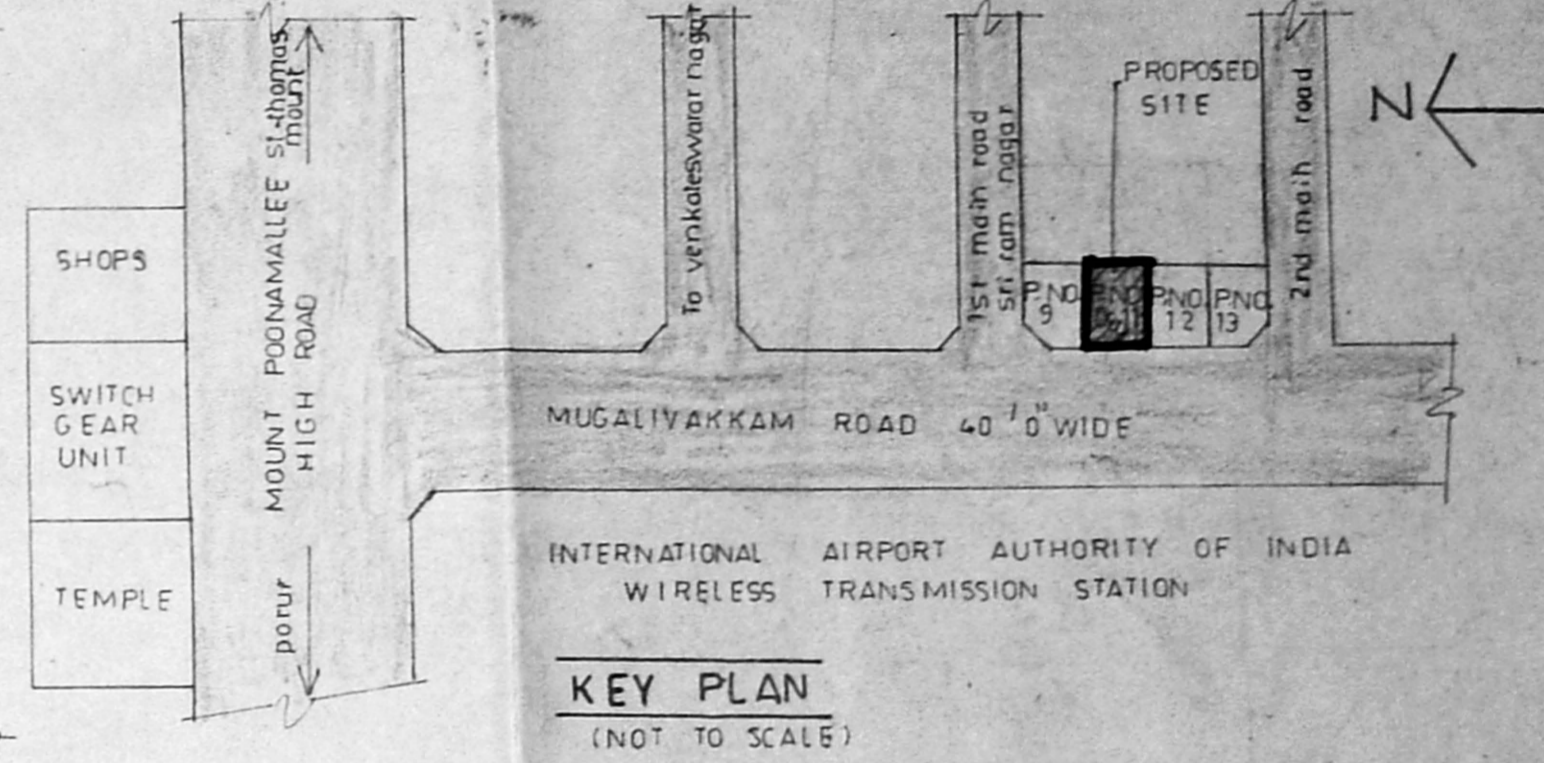 St.thomas
mount
MOUNT POONAMALLEE
HIGH ROAD
porur
SHOPS
SWITCH
GEAR
UNIT
TEMPLE
To venkateswarar nagar
1st main road
sri ram nagar
PROPOSED
SITE
2nd main road
N
P.NO.
9
P.NO
P.NO.
12
P.NO.
13
MUGALIVAKKAM ROAD 40'0" WIDE
INTERNATIONAL AIRPORT AUTHORITY OF INDIA
WIRELESS TRANSMISSION STATION
KEY PLAN
(NOT TO SCALE)